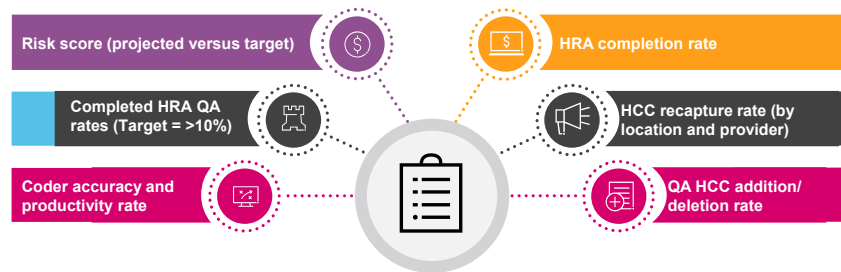 Risk score (projected versus target)
$
$
HRA completion rate
Completed HRA QA
rates (Target = >10%)
HCC recapture rate (by
location and provider)
Coder accuracy and
productivity rate
QA HCC addition/
deletion rate